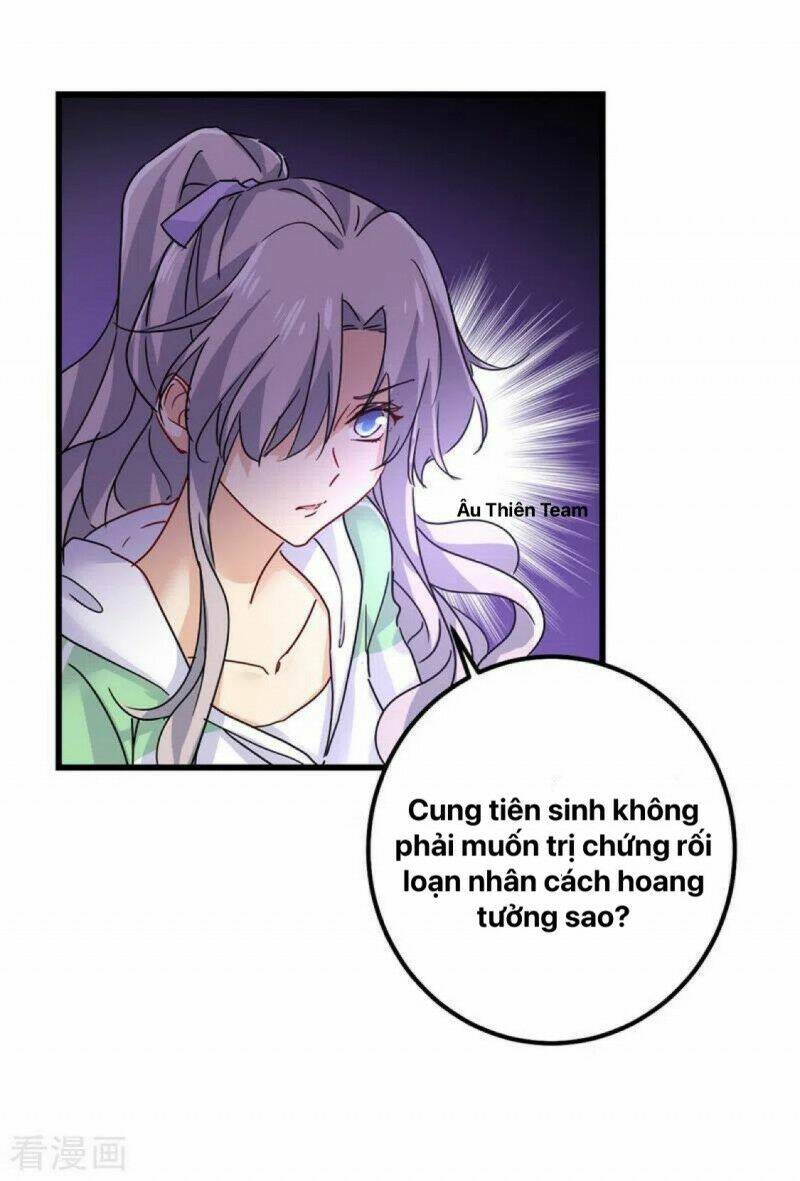 Âu Thiên Team
Cung tiên sinh không
phải muốn trị chứng rối
loạn nhân cách hoang
tưởng sao?
看漫画